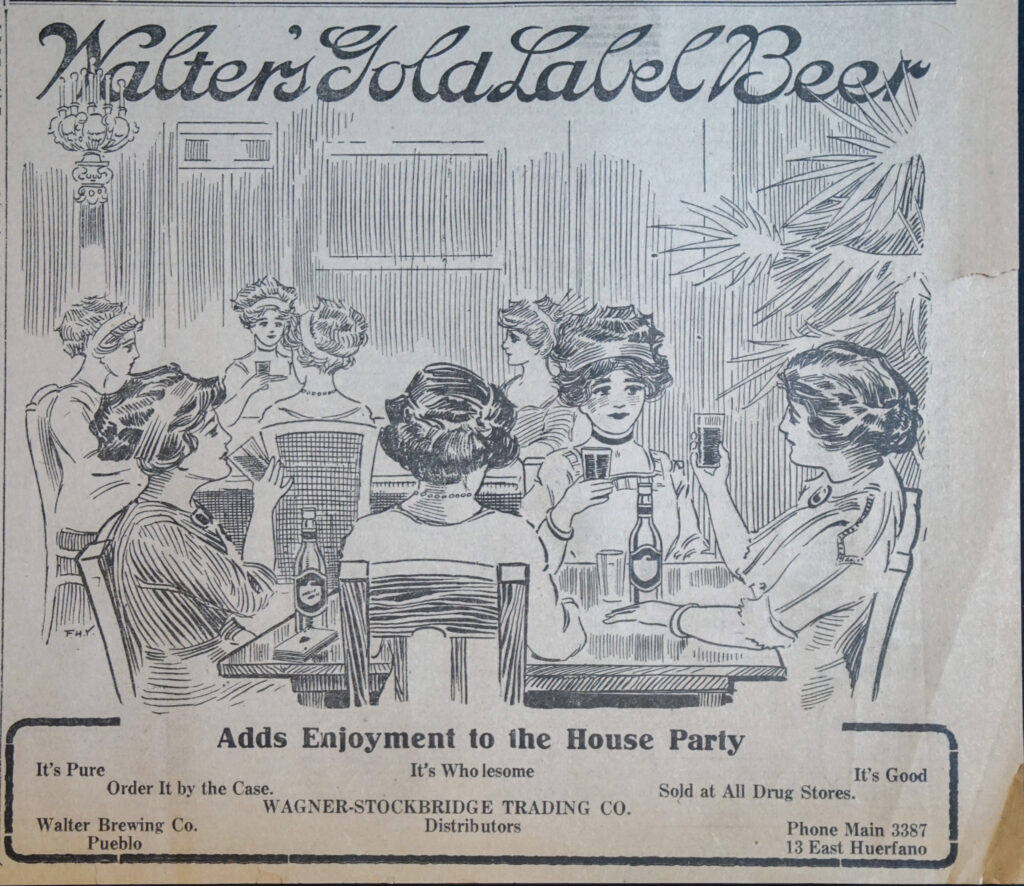 Walter's Gold Label Beer
F.H.Y.
Adds Enjoyment to the House Party
It's Pure It's Wholesome It's Good
Order It by the Case. Sold at All Drug Stores.
WAGNER-STOCKBRIDGE TRADING CO.
Walter Brewing Co. Distributors Phone Main 3387
Pueblo 13 East Huerfano